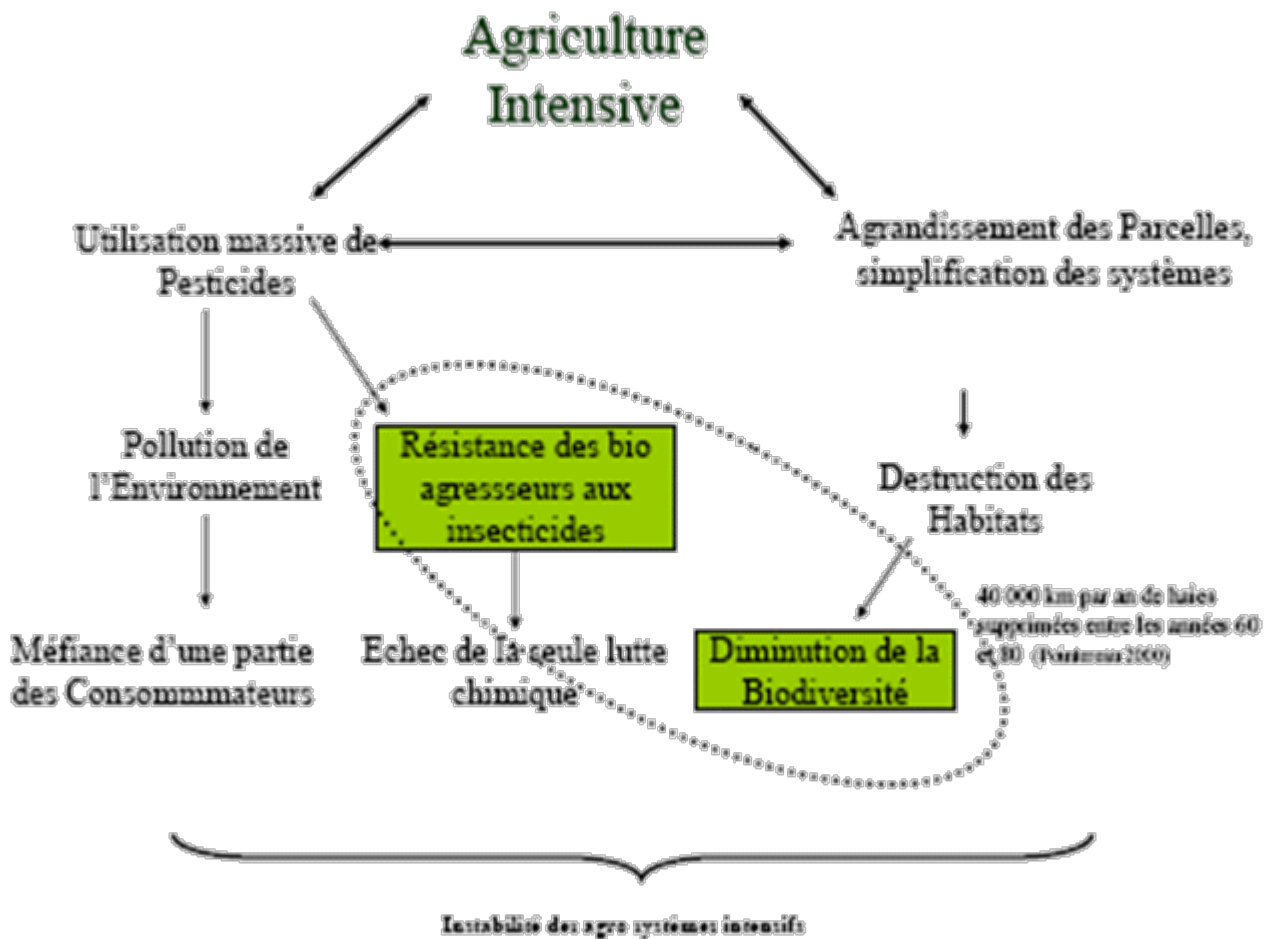 Agriculture
Intensive
Utilisation massive de
Pesticides
Agrandissement des Parcelles,
simplification des systèmes
Pollution de
l'Environnement
Résistance des bio
agressseurs aux
insecticides
Destruction des
Habitats
40 000 km par an de haies
supprimées entre les années 60
et 80
Méfiance d'une partie
des Consommmateurs
Echec de la seule lutte
chimique
Diminution de la
Biodiversité
Instabilité des agro systèmes intensifs